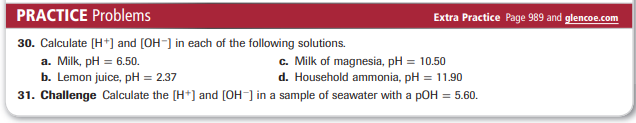 PRACTICE Problems Extra Practice Page 989 and glencoe.com
30. Calculate [H⁺] and [OH⁻] in each of the following solutions.
a. Milk, pH = 6.50. c. Milk of magnesia, pH = 10.50
b. Lemon juice, pH = 2.37 d. Household ammonia, pH = 11.90
31. Challenge Calculate the [H⁺] and [OH⁻] in a sample of seawater with a pOH = 5.60.